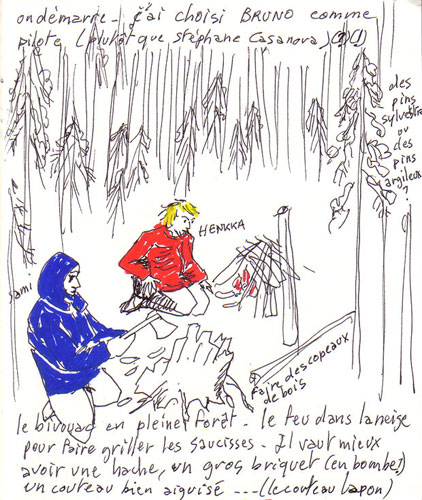 on démarre - j'ai choisi BRUNO comme
pilote (plutôt que stéphane Casanova)(2)(1)
des
pins
sylvestres
ou
des
pins
argileux
?
HENKKA
Sami
faire des copeaux
de bois
le bivouac en pleine forêt - le feu dans la neige
pour faire griller les saucisses - Il vaut mieux
avoir une hache, un gros briquet (en bombe!)
un couteau bien aiguisé --- (le couteau Lapon)